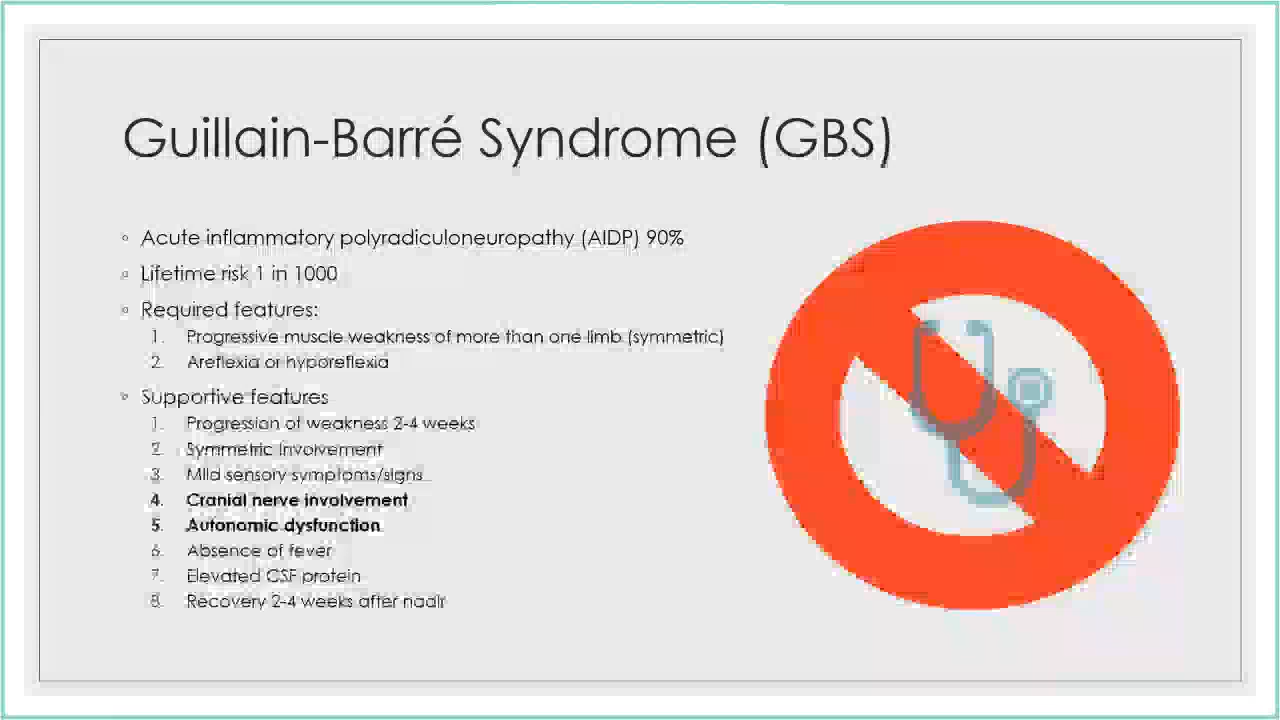 Guillain-Barré Syndrome (GBS)
◦ Acute inflammatory polyradiculoneuropathy (AIDP) 90%
◦ Lifetime risk 1 in 1000
◦ Required features:
1. Progressive muscle weakness of more than one limb (symmetric)
2. Areflexia or hyporeflexia
◦ Supportive features
1. Progression of weakness 2-4 weeks
2. Symmetric involvement
3. Mild sensory symptoms/signs
4. Cranial nerve involvement
5. Autonomic dysfunction
6. Absence of fever
7. Elevated CSF protein
8. Recovery 2-4 weeks after nadir